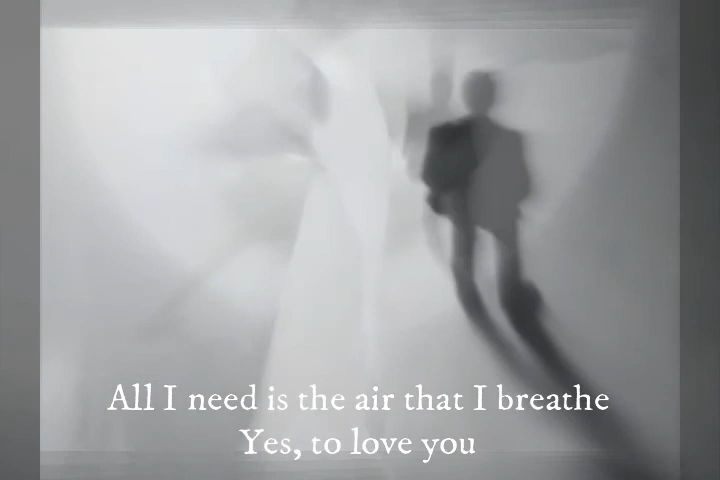 All I need is the air that I breathe
Yes, to love you